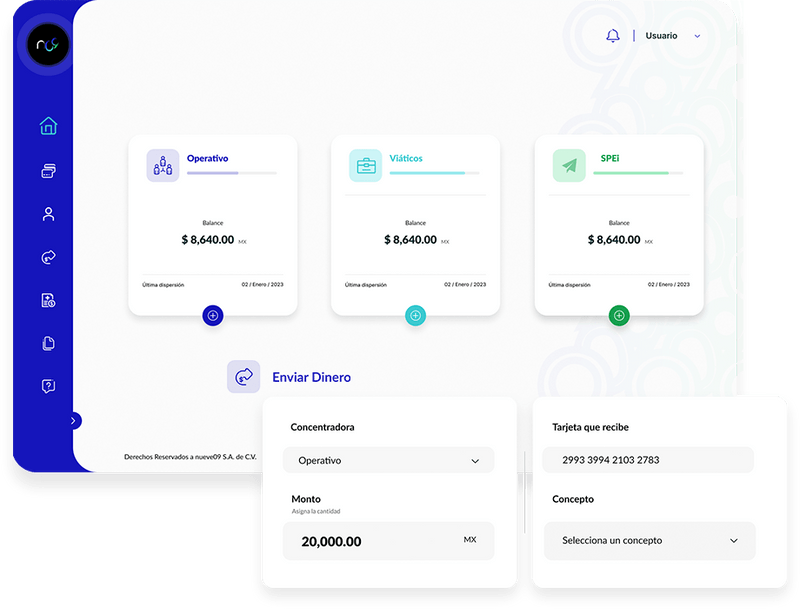 Usuario
Operativo
Balance
$ 8,640.00 MX
Última dispersión 02 / Enero / 2023
Viáticos
Balance
$ 8,640.00 MX
Última dispersión 02 / Enero / 2023
SPEi
Balance
$ 8,640.00 MX
Última dispersión 02 / Enero / 2023
Enviar Dinero
Concentradora
Operativo
Monto
Asigna la cantidad
20,000.00 MX
Tarjeta que recibe
2993 3994 2103 2783
Concepto
Selecciona un concepto
Derechos Reservados a nueve09 S.A. de C.V.